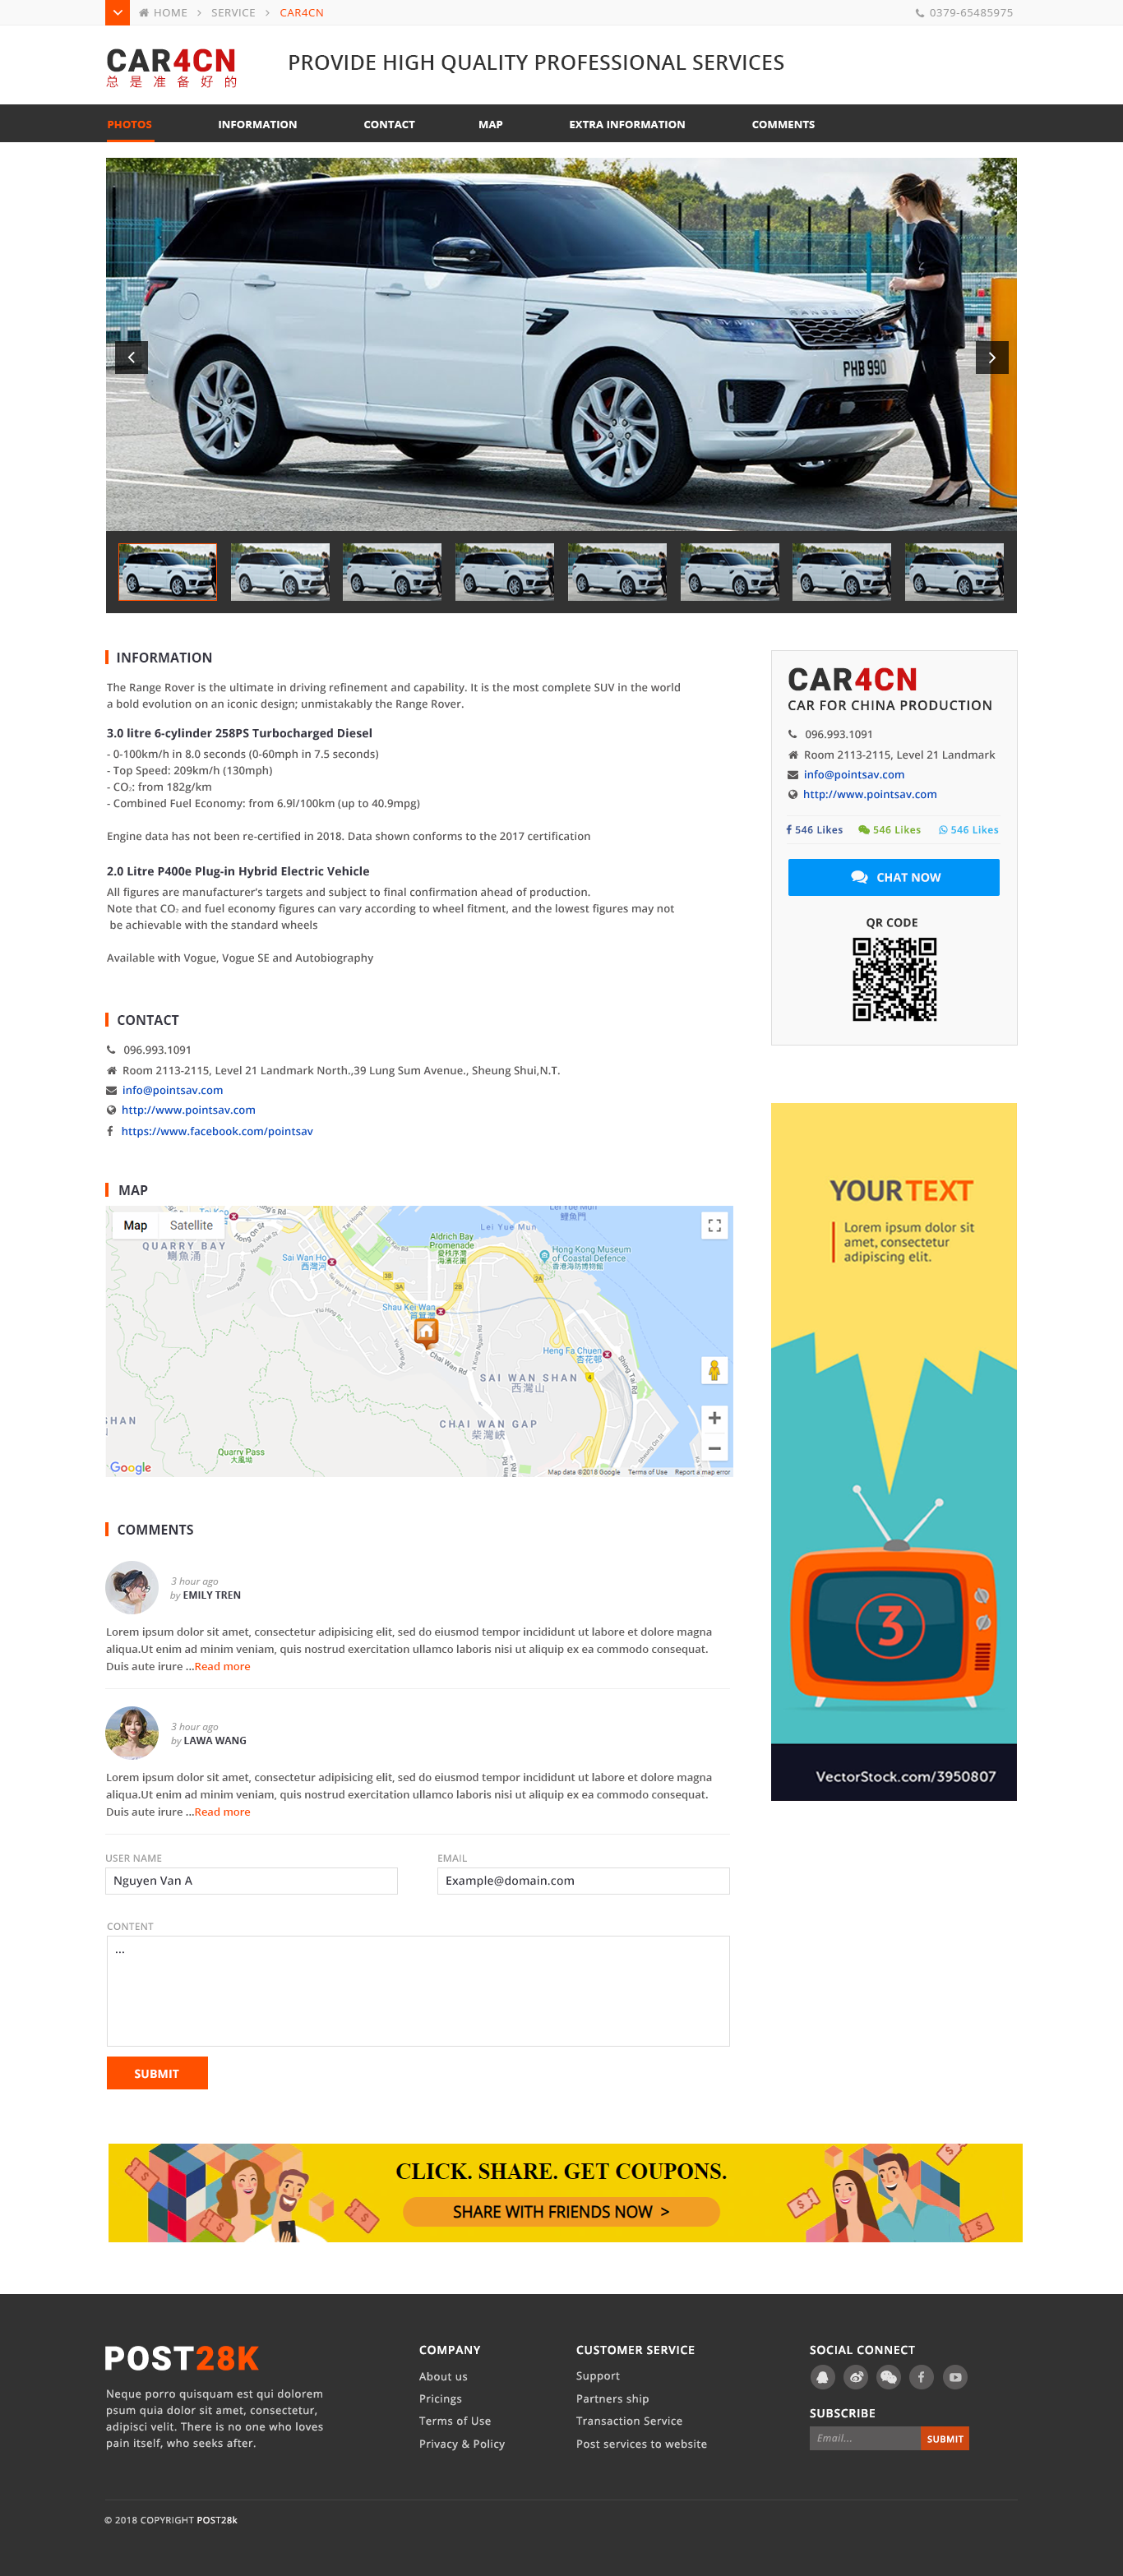 HOME > SERVICE > CAR4CN
0379-65485975
CAR4CN
总是准备好的
PROVIDE HIGH QUALITY PROFESSIONAL SERVICES
PHOTOS INFORMATION CONTACT MAP EXTRA INFORMATION COMMENTS
PHB 990
INFORMATION
The Range Rover is the ultimate in driving refinement and capability. It is the most complete SUV in the world
a bold evolution on an iconic design; unmistakably the Range Rover.
3.0 litre 6-cylinder 258PS Turbocharged Diesel
- 0-100km/h in 8.0 seconds (0-60mph in 7.5 seconds)
- Top Speed: 209km/h (130mph)
- CO₂: from 182g/km
- Combined Fuel Economy: from 6.9l/100km (up to 40.9mpg)
Engine data has not been re-certified in 2018. Data shown conforms to the 2017 certification
2.0 Litre P400e Plug-in Hybrid Electric Vehicle
All figures are manufacturer's targets and subject to final confirmation ahead of production.
Note that CO₂ and fuel economy figures can vary according to wheel fitment, and the lowest figures may not
be achievable with the standard wheels
Available with Vogue, Vogue SE and Autobiography
CONTACT
096.993.1091
Room 2113-2115, Level 21 Landmark North.,39 Lung Sum Avenue., Sheung Shui,N.T.
info@pointsav.com
http://www.pointsav.com
https://www.facebook.com/pointsav
MAP
Map Satellite
Tai Koo
QUARRY BAY
鰂魚涌
Sai Wan Ho
西灣河
Aldrich Bay
Promenade
愛秩序灣
海濱花園
Lei Yue Mun
Lei Yue Mun
鯉魚門
Hong Kong Museum
of Coastal Defence
香港海防博物館
3B
3A
2B
2A
4
Shau Kei Wan
筲箕灣
Yiu Hing Rd
Chai Wan Rd
A Kung Ngam Rd
Heng Fa Chuen
杏花邨
Shing Tai Rd
SAI WAN SHAN
西灣山
CHAI WAN GAP
柴灣峽
SHAN
Quarry Pass
大風坳
Google
Map data ©2018 Google Terms of Use Report a map error
COMMENTS
3 hour ago
by EMILY TREN
Lorem ipsum dolor sit amet, consectetur adipisicing elit, sed do eiusmod tempor incididunt ut labore et dolore magna
aliqua.Ut enim ad minim veniam, quis nostrud exercitation ullamco laboris nisi ut aliquip ex ea commodo consequat.
Duis aute irure ...Read more
3 hour ago
by LAWA WANG
Lorem ipsum dolor sit amet, consectetur adipisicing elit, sed do eiusmod tempor incididunt ut labore et dolore magna
aliqua.Ut enim ad minim veniam, quis nostrud exercitation ullamco laboris nisi ut aliquip ex ea commodo consequat.
Duis aute irure ...Read more
USER NAME
Nguyen Van A
EMAIL
Example@domain.com
CONTENT
...
SUBMIT
CAR4CN
CAR FOR CHINA PRODUCTION
096.993.1091
Room 2113-2115, Level 21 Landmark
info@pointsav.com
http://www.pointsav.com
546 Likes 546 Likes 546 Likes
CHAT NOW
QR CODE
YOUR TEXT
Lorem ipsum dolor sit
amet, consectetur
adipiscing elit.
3
VectorStock.com/3950807
CLICK. SHARE. GET COUPONS.
SHARE WITH FRIENDS NOW >
POST28K
Neque porro quisquam est qui dolorem
psum quia dolor sit amet, consectetur,
adipisci velit. There is no one who loves
pain itself, who seeks after.
COMPANY
About us
Pricings
Terms of Use
Privacy & Policy
CUSTOMER SERVICE
Support
Partners ship
Transaction Service
Post services to website
SOCIAL CONNECT
SUBSCRIBE
Email...
SUBMIT
© 2018 COPYRIGHT POST28k